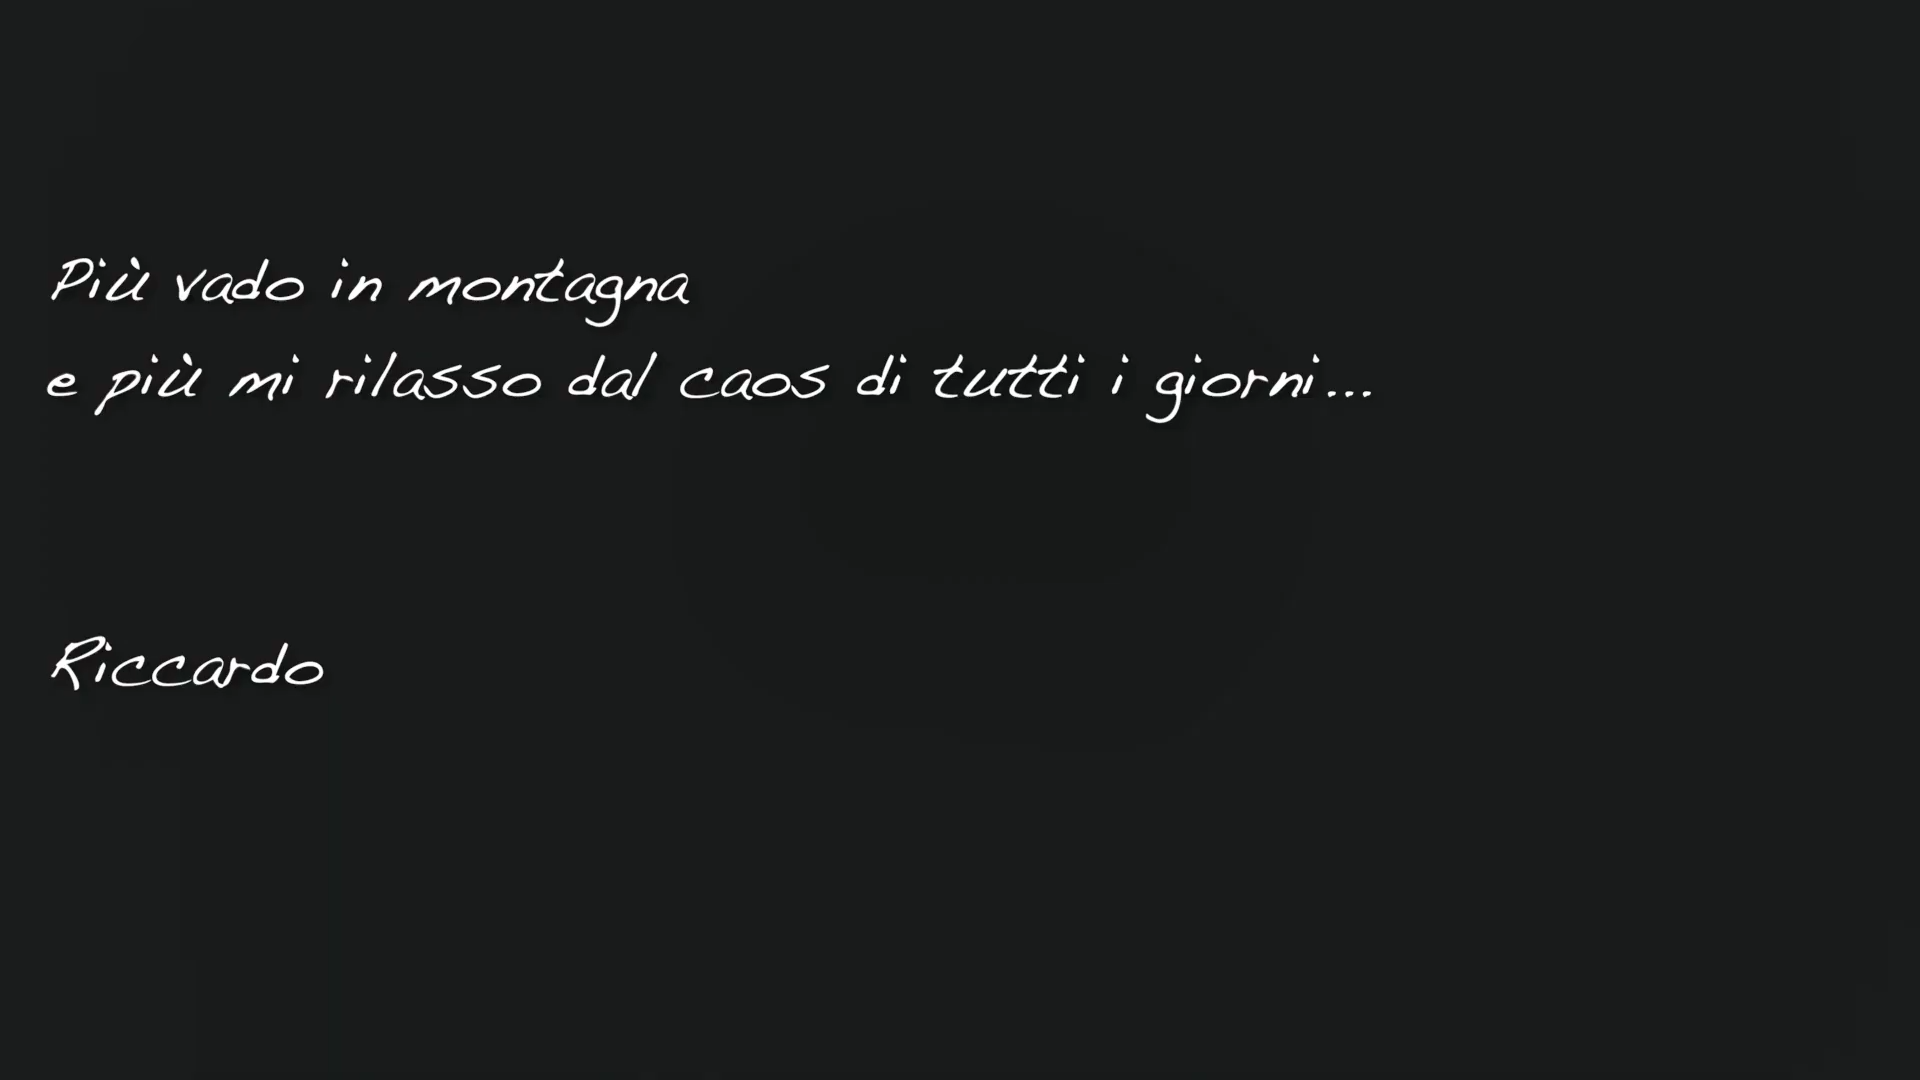 Più vado in montagna
e più mi rilasso dal caos di tutti i giorni...
Riccardo